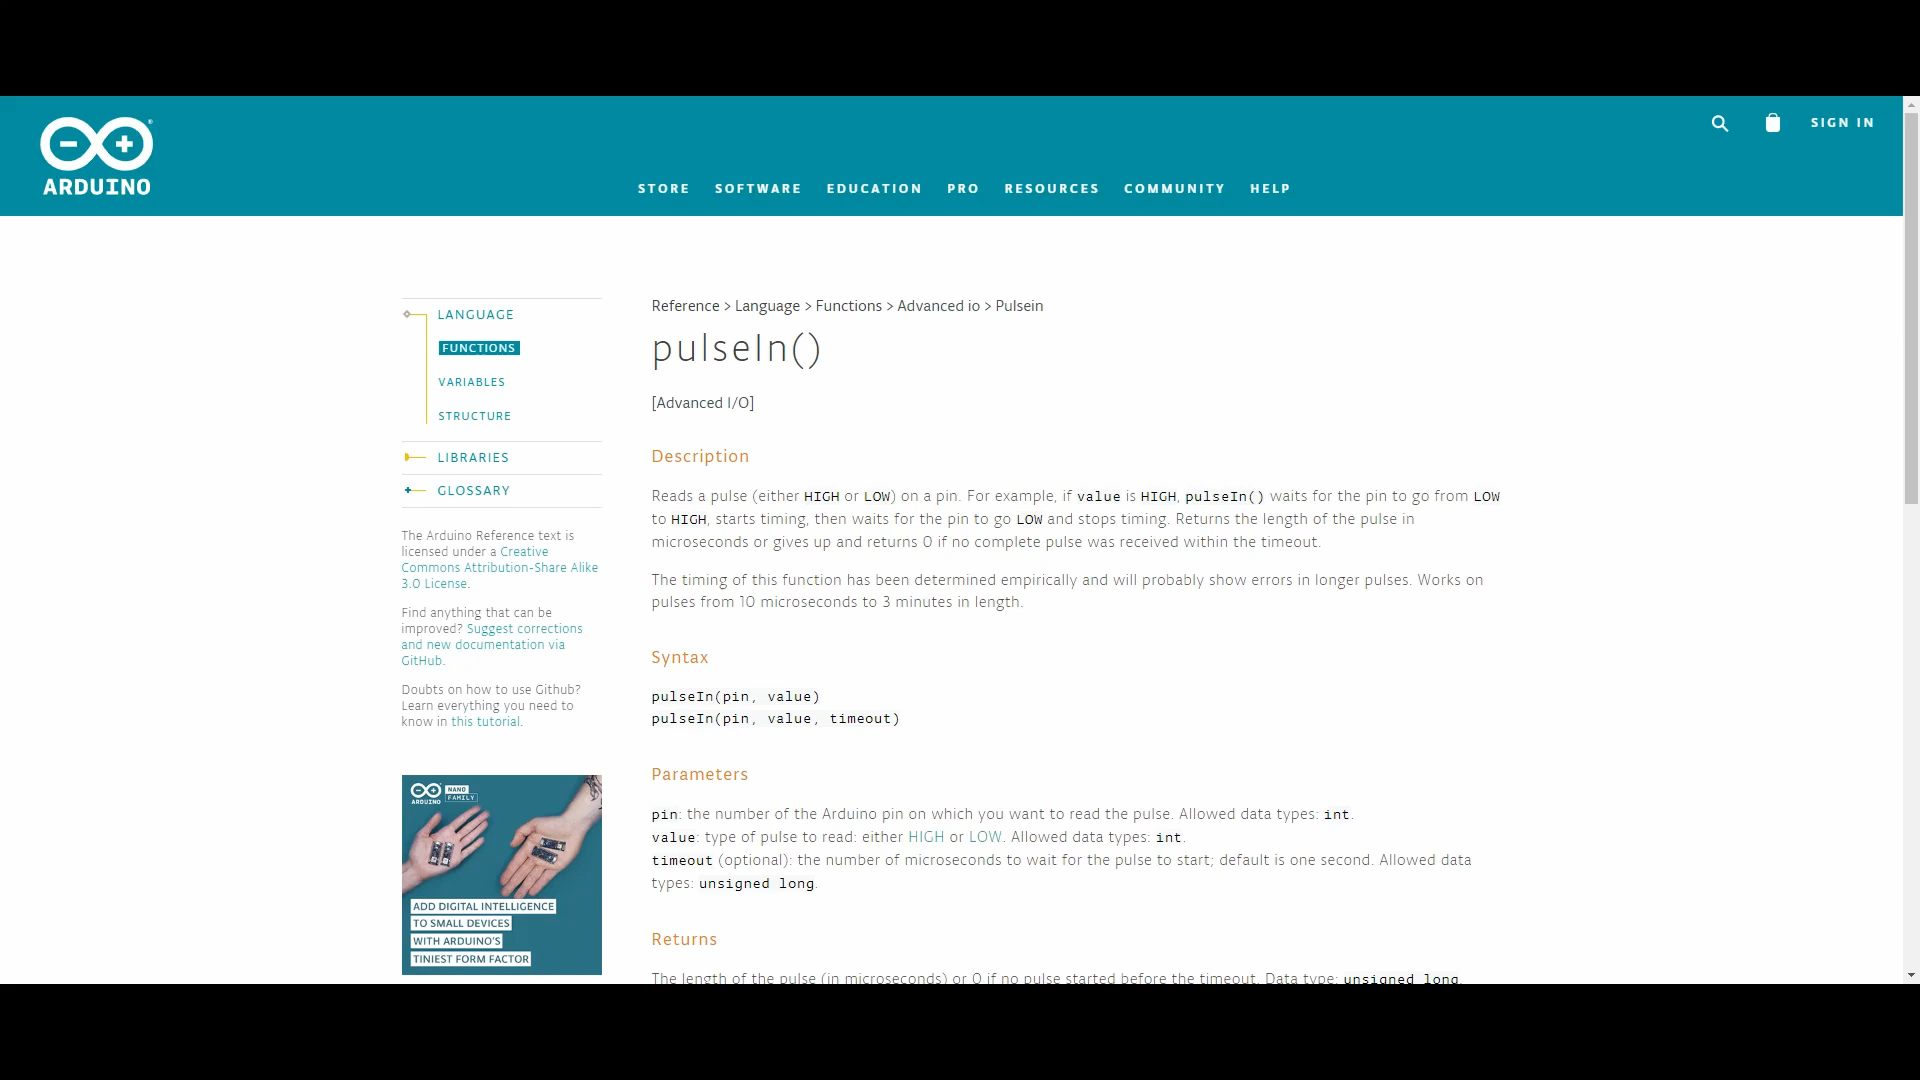 ARDUINO
SIGN IN
STORE SOFTWARE EDUCATION PRO RESOURCES COMMUNITY HELP
LANGUAGE
FUNCTIONS
VARIABLES
STRUCTURE
LIBRARIES
GLOSSARY
The Arduino Reference text is
licensed under a Creative
Commons Attribution-Share Alike
3.0 License.
Find anything that can be
improved? Suggest corrections
and new documentation via
GitHub.
Doubts on how to use Github?
Learn everything you need to
know in this tutorial.
ARDUINO
NANO
FAMILY
ADD DIGITAL INTELLIGENCE
TO SMALL DEVICES
WITH ARDUINO'S
TINIEST FORM FACTOR
Reference > Language > Functions > Advanced io > Pulsein
pulseIn()
[Advanced I/O]
Description
Reads a pulse (either HIGH or LOW) on a pin. For example, if value is HIGH, pulseIn() waits for the pin to go from LOW
to HIGH, starts timing, then waits for the pin to go LOW and stops timing. Returns the length of the pulse in
microseconds or gives up and returns 0 if no complete pulse was received within the timeout.
The timing of this function has been determined empirically and will probably show errors in longer pulses. Works on
pulses from 10 microseconds to 3 minutes in length.
Syntax
pulseIn(pin, value)
pulseIn(pin, value, timeout)
Parameters
pin: the number of the Arduino pin on which you want to read the pulse. Allowed data types: int.
value: type of pulse to read: either HIGH or LOW. Allowed data types: int.
timeout (optional): the number of microseconds to wait for the pulse to start; default is one second. Allowed data
types: unsigned long.
Returns
The length of the pulse (in microseconds) or 0 if no pulse started before the timeout. Data type: unsigned long.